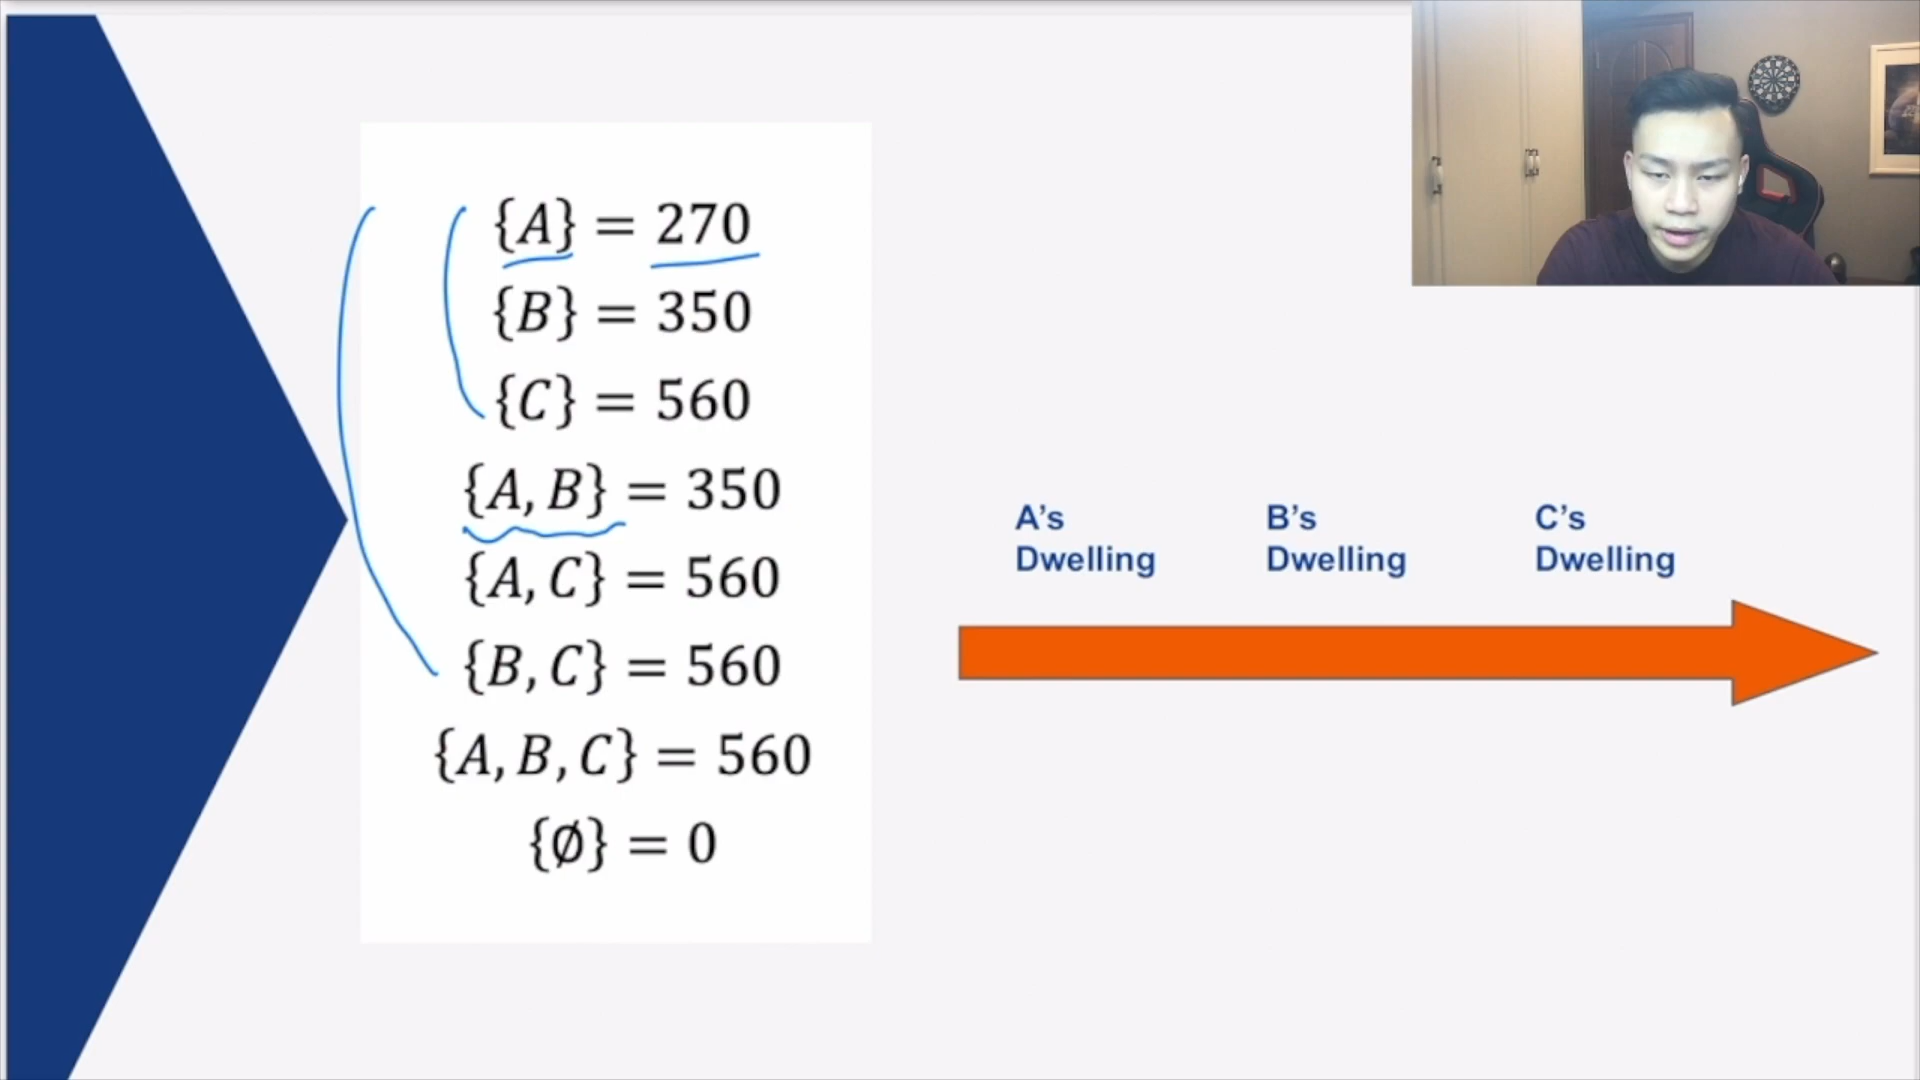 {A} = 270
{B} = 350
{C} = 560
{A, B} = 350
{A, C} = 560
{B, C} = 560
{A, B, C} = 560
{∅} = 0
A's
Dwelling
B's
Dwelling
C's
Dwelling